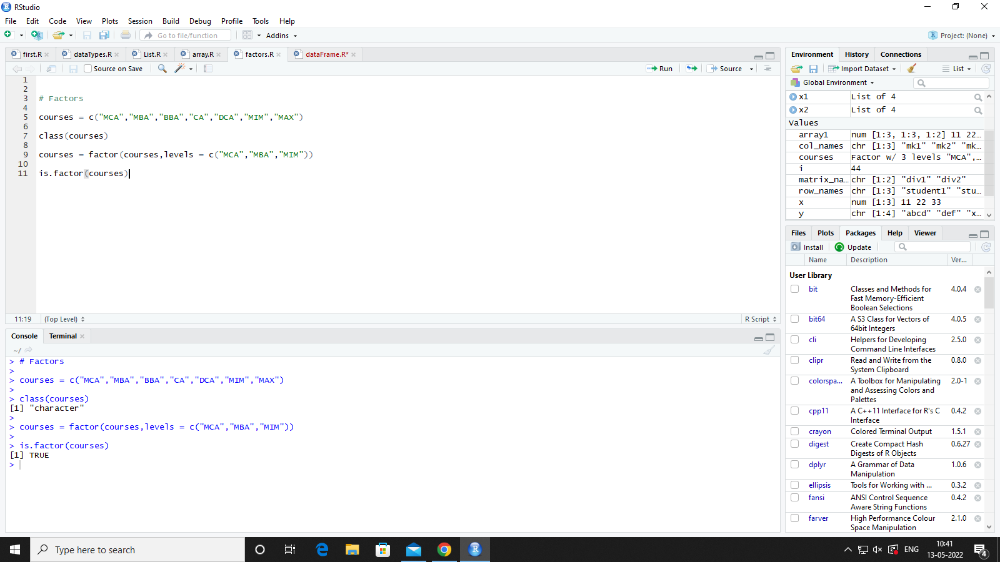 RStudio
File Edit Code View Plots Session Build Debug Profile Tools Help
Go to file/function Addins Project: (None)
first.R dataTypes.R List.R array.R factors.R dataFrame.R*
Source on Save Run Source
1
2
3 # Factors
4
5 courses = c("MCA","MBA","BBA","CA","DCA","MIM","MAX")
6
7 class(courses)
8
9 courses = factor(courses,levels = c("MCA","MBA","MIM"))
10
11 is.factor(courses)
11:19 (Top Level) R Script
Console Terminal
~/
> # Factors
>
> courses = c("MCA","MBA","BBA","CA","DCA","MIM","MAX")
>
> class(courses)
[1] "character"
>
> courses = factor(courses,levels = c("MCA","MBA","MIM"))
>
> is.factor(courses)
[1] TRUE
>
Environment History Connections
Import Dataset List
Global Environment
x1 List of 4
x2 List of 4
Values
array1 num [1:3, 1:3, 1:2] 11 22…
col_names chr [1:3] "mk1" "mk2" "mk…
courses Factor w/ 3 levels "MCA",…
i 44
matrix_na… chr [1:2] "div1" "div2"
row_names chr [1:3] "student1" "stu…
x num [1:3] 11 22 33
y chr [1:4] "abcd" "def" "x…
Files Plots Packages Help Viewer
Install Update
Name Description Ver...
User Library
bit Classes and Methods for 4.0.4
Fast Memory-Efficient
Boolean Selections
bit64 A S3 Class for Vectors of 4.0.5
64bit Integers
cli Helpers for Developing 2.5.0
Command Line Interfaces
clipr Read and Write from the 0.8.0
System Clipboard
colorspa... A Toolbox for Manipulating 2.0-1
and Assessing Colors and
Palettes
cpp11 A C++11 Interface for R's C 0.4.2
Interface
crayon Colored Terminal Output 1.5.1
digest Create Compact Hash 0.6.27
Digests of R Objects
dplyr A Grammar of Data 1.0.6
Manipulation
ellipsis Tools for Working with ... 0.3.2
fansi ANSI Control Sequence 0.4.2
Aware String Functions
farver High Performance Colour 2.1.0
Space Manipulation
Type here to search
ENG
10:41
13-05-2022
4